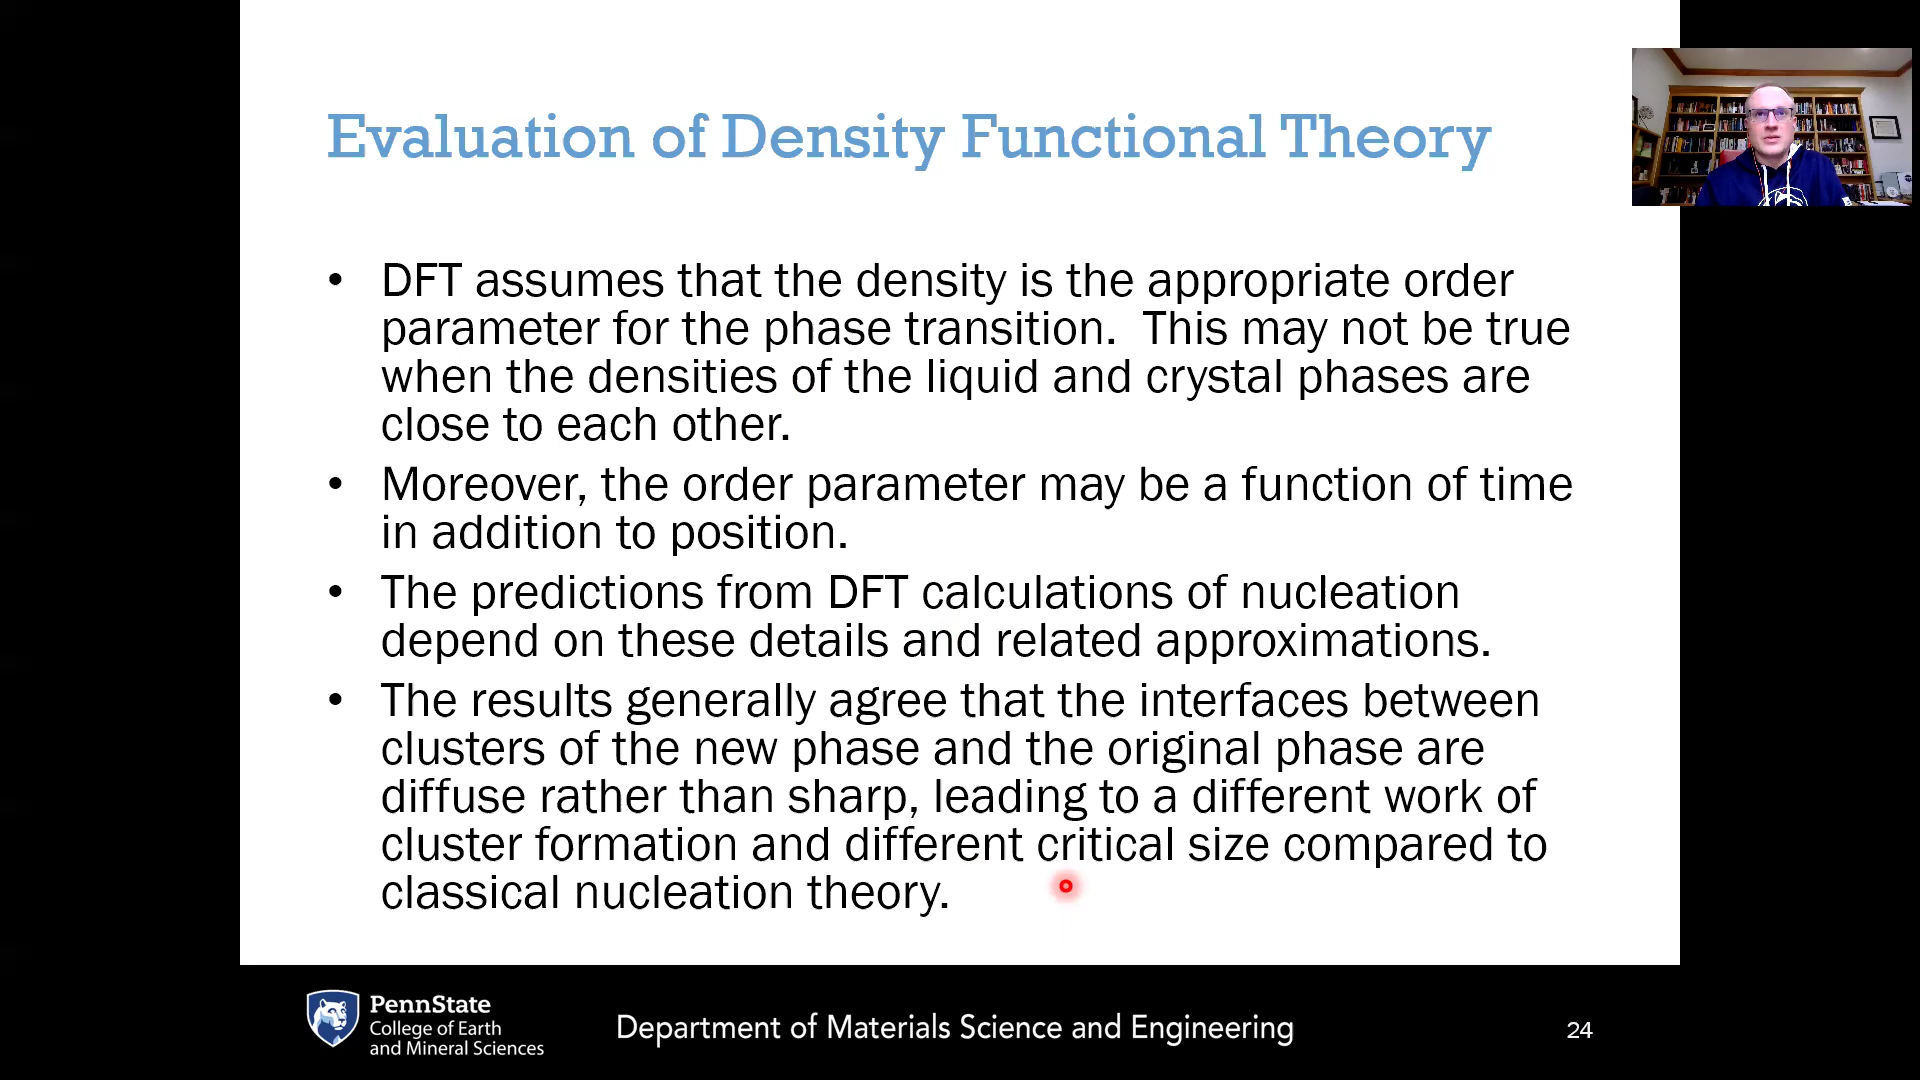 Evaluation of Density Functional Theory
• DFT assumes that the density is the appropriate order
parameter for the phase transition.  This may not be true
when the densities of the liquid and crystal phases are
close to each other.
• Moreover, the order parameter may be a function of time
in addition to position.
• The predictions from DFT calculations of nucleation
depend on these details and related approximations.
• The results generally agree that the interfaces between
clusters of the new phase and the original phase are
diffuse rather than sharp, leading to a different work of
cluster formation and different critical size compared to
classical nucleation theory.
PennState
College of Earth
and Mineral Sciences
Department of Materials Science and Engineering
24